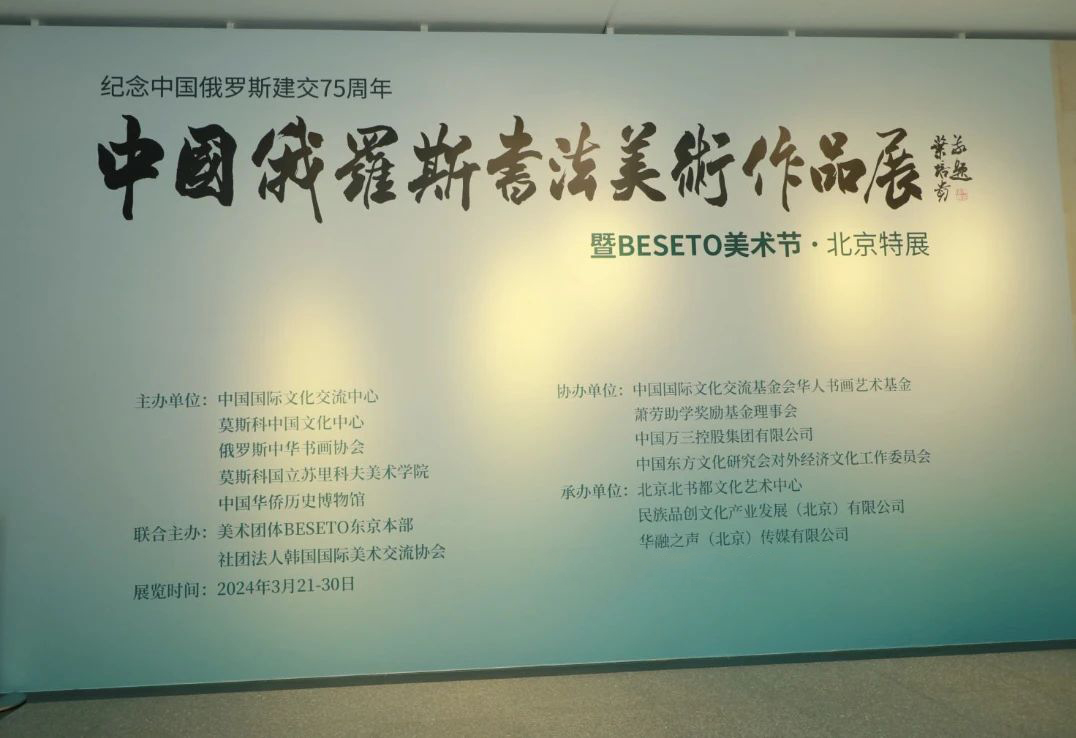 纪念中国俄罗斯建交75周年
中國俄羅斯書法美術作品展
暨BESETO美术节·北京特展
主办单位：中国国际文化交流中心
莫斯科中国文化中心
俄罗斯中华书画协会
莫斯科国立苏里科夫美术学院
中国华侨历史博物馆
联合主办：美术团体BESETO东京本部
社团法人韩国国际美术交流协会
展览时间：2024年3月21-30日
协办单位：中国国际文化交流基金会华人书画艺术基金
萧劳助学奖励基金理事会
中国万三控股集团有限公司
中国东方文化研究会对外经济文化工作委员会
承办单位：北京北书都文化艺术中心
民族品创文化产业发展（北京）有限公司
华融之声（北京）传媒有限公司